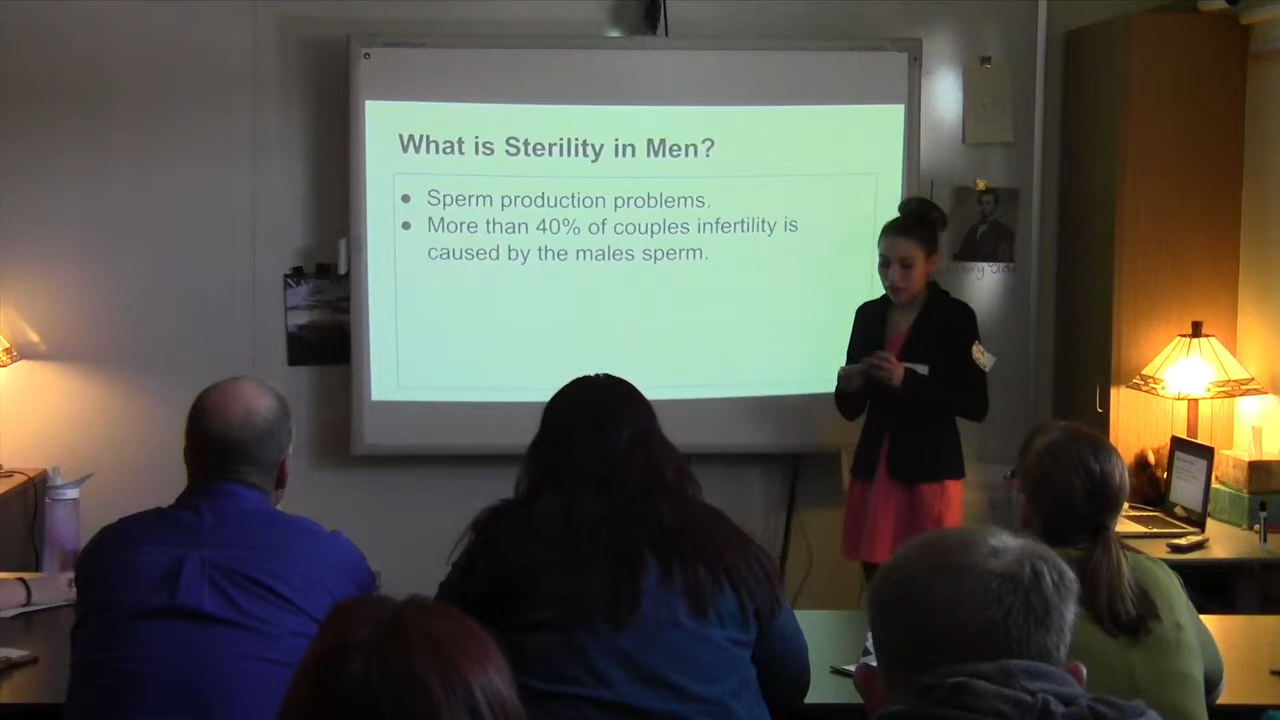 What is Sterility in Men?
● Sperm production problems.
● More than 40% of couples infertility is
caused by the males sperm.